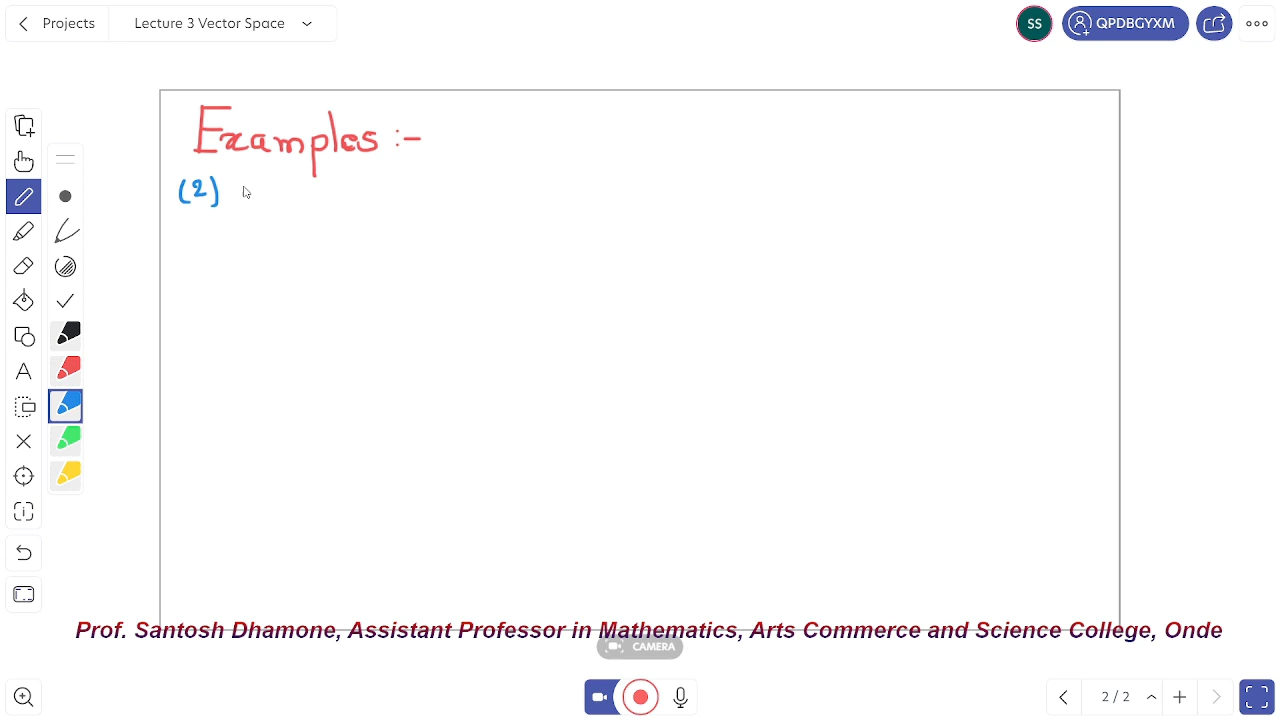 Projects
Lecture 3 Vector Space
SS
QPDBGYXM
Examples :-
(2)
A
Prof. Santosh Dhamone, Assistant Professor in Mathematics, Arts Commerce and Science College, Onde
CAMERA
2 / 2